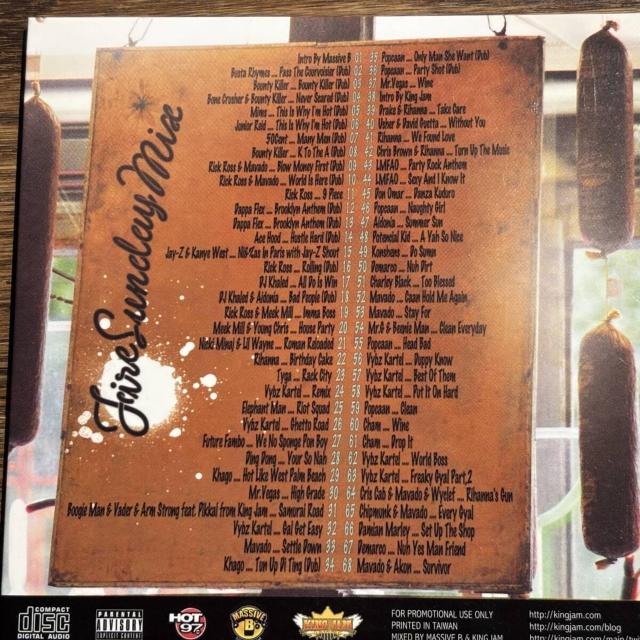 Intro By Massive B 01
Busta Rhymes ... Pass The Courvoisier (Dub) 02
Bounty Killer ... Bounty Killer (Dub) 03
Bone Crusher & Bounty Killer ... Never Scared (Dub) 04
Mims ... This Is Why I'm Hot (Dub) 05
Junior Reid ... This Is Why I'm Hot (Dub) 06
50Cent ... Many Men (Dub) 07
Bounty Killer ... K To The A (Dub) 08
Rick Ross & Mavado ... Blow Money First (Dub) 09
Rick Ross & Mavado ... World Is Hers (Dub) 10
Rick Ross ... 9 Piece 11
Dappa Flex ... Brooklyn Anthem (Dub) 12
Dappa Flex ... Brooklyn Anthem (Dub) 13
Ace Hood ... Hustle Hard (Dub) 14
Jay-Z & Kanye West ... in Paris with Jay-Z Shout 15
Rick Ross ... Rolling (Dub) 16
DJ Khaled ... All Do Is Win 17
DJ Khaled & Aidonia ... Bad People (Dub) 18
Rick Ross & Meek Mill ... Imma Boss 19
Meek Mill & Young Chris ... House Party 20
Nicki Minaj & Lil Wayne ... Roman Reloaded 21
Rihanna ... Birthday Cake 22
Tyga ... Rack City 23
Vybz Kartel ... Remix 24
Elephant Man ... Riot Squad 25
Vybz Kartel ... Ghetto Road 26
Future Fambo ... We No Sponge Pon Boy 27
Ding Dong ... Your So Nah 28
Khago ... Hot Like West Palm Beach 29
Mr.Vegas ... High Grade 30
Boogie Man & Vader & Arm Strong feat. Pikkal from King Jam ... Samurai Road 31
Vybz Kartel ... Gal Get Easy 32
Mavado ... Settle Down 33
Khago ... Tun Up Di Ting (Dub) 34
35 Popcaan ... Only Man She Want (Dub)
36 Popcaan ... Party Shot (Dub)
37 Mr.Vegas ... Wine
38 Intro By King Jam
39 Drake & Rihanna ... Take Care
40 Usher & David Guetta ... Without You
41 Rihanna ... We Found Love
42 Chris Brown & Rihanna ... Turn Up The Music
43 LMFAO ... Party Rock Anthem
44 LMFAO ... Sexy And I Know It
45 Don Omar ... Danza Kuduro
46 Popcaan ... Naughty Girl
47 Aidonia ... Summer Sun
48 Potencial Kid ... A Yah So Nice
49 Konshens ... Do Sumn
50 Demarco ... Nuh Dirt
51 Charley Black ... Too Blessed
52 Mavado ... Caan Hold Me Again
53 Mavado ... Stay For
54 Mr.G & Beenie Man ... Clean Everyday
55 Popcaan ... Head Bad
56 Vybz Kartel ... Duppy Know
57 Vybz Kartel ... Best Of Them
58 Vybz Kartel ... Put It On Hard
59 Popcaan ... Clean
60 Cham ... Wine
61 Cham ... Drop It
62 Vybz Kartel ... World Boss
63 Vybz Kartel ... Freaky Gyal Part.2
64 Cris Cab & Mavado & Wyclef ... Rihanna's Gun
65 Chipmunk & Mavado ... Every Gyal
66 Damian Marley ... Set Up The Shop
67 Demarco ... Nuh Yes Man Friend
68 Mavado & Akon ... Survivor
COMPACT
disc
DIGITAL AUDIO
PARENTAL
ADVISORY
EXPLICIT CONTENT
HOT
97
MASSIVE
B
KING JAM
FOR PROMOTIONAL USE ONLY
PRINTED IN TAIWAN
MIXED BY MASSIVE B & KING JAM
http://kingjam.com
http://kingjam.com/blog